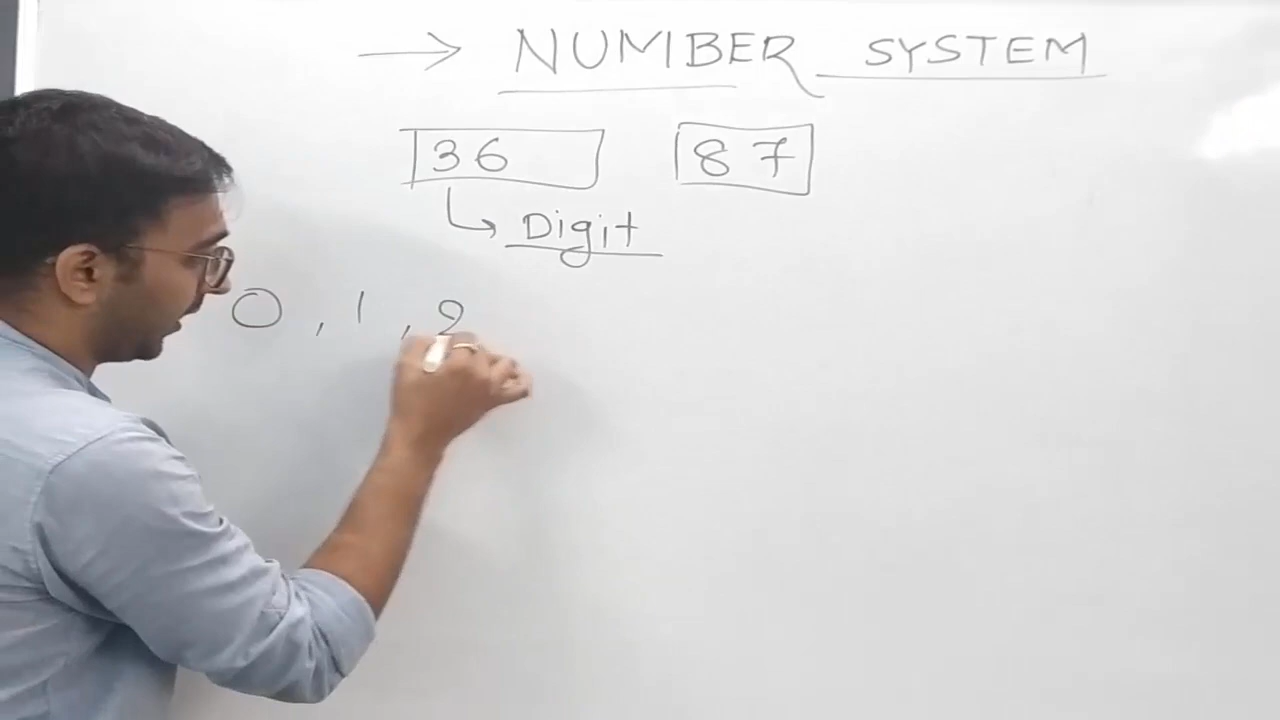 → NUMBER SYSTEM
36 87
Digit
0, 1, 2